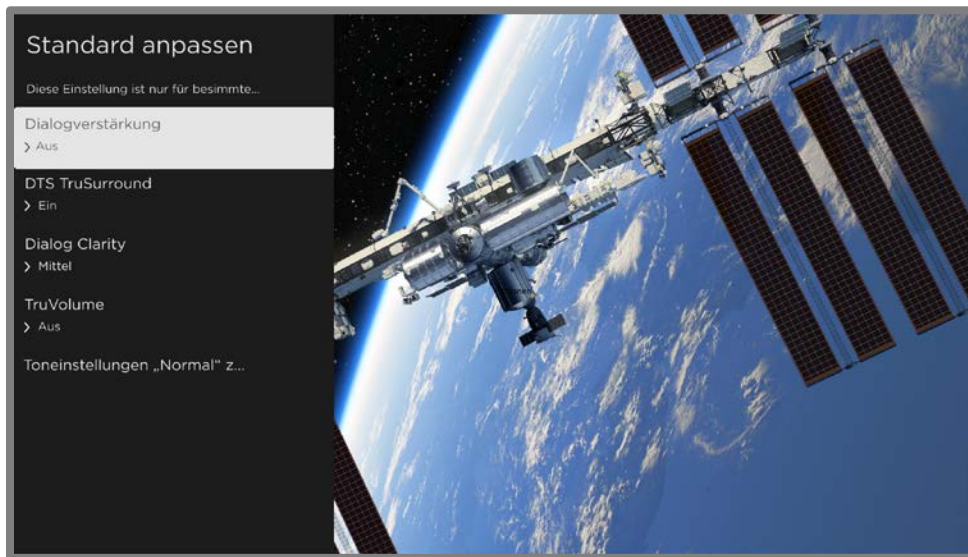 Standard anpassen
Diese Einstellung ist nur für besimmte...
Dialogverstärkung
Aus
DTS TruSurround
Ein
Dialog Clarity
Mittel
TruVolume
Aus
Toneinstellungen „Normal“ z...